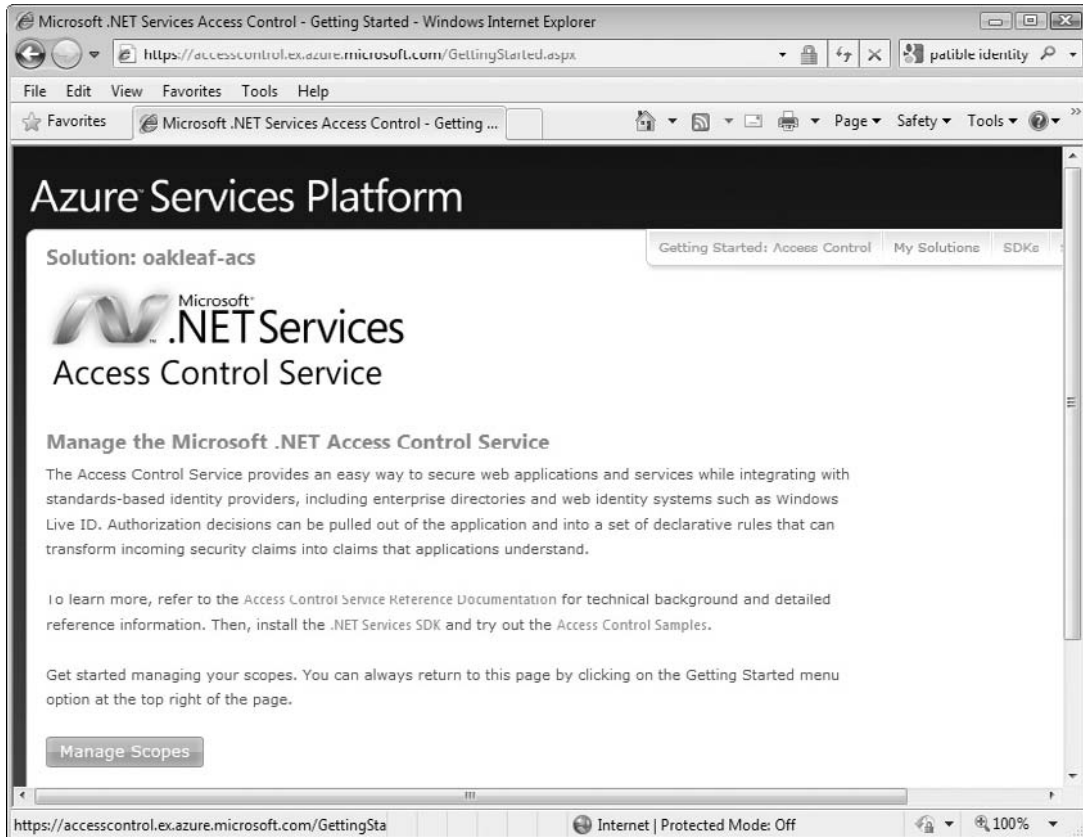 Microsoft .NET Services Access Control - Getting Started - Windows Internet Explorer
https://accesscontrol.ex.azure.microsoft.com/GettingStarted.aspx
patible identity
File Edit View Favorites Tools Help
Favorites
Microsoft .NET Services Access Control - Getting ...
Page Safety Tools
Azure Services Platform
Solution: oakleaf-acs
Getting Started: Access Control My Solutions SDKs
Microsoft
.NET Services
Access Control Service
Manage the Microsoft .NET Access Control Service
The Access Control Service provides an easy way to secure web applications and services while integrating with
standards-based identity providers, including enterprise directories and web identity systems such as Windows
Live ID. Authorization decisions can be pulled out of the application and into a set of declarative rules that can
transform incoming security claims into claims that applications understand.
To learn more, refer to the Access Control Service Reference Documentation for technical background and detailed
reference information. Then, install the .NET Services SDK and try out the Access Control Samples.
Get started managing your scopes. You can always return to this page by clicking on the Getting Started menu
option at the top right of the page.
Manage Scopes
https://accesscontrol.ex.azure.microsoft.com/GettingSta
Internet | Protected Mode: Off
100%